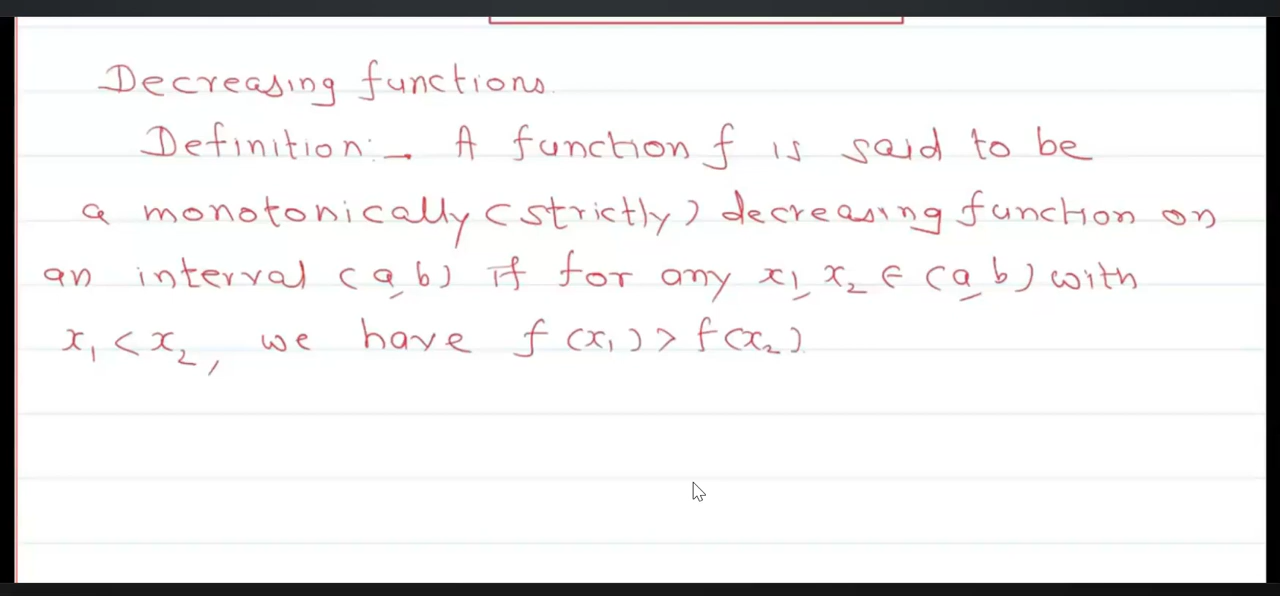 Decreasing functions.
Definition:- A function f is said to be
a monotonically (strictly) decreasing function on
an interval (a, b) if for any x₁, x₂ ∈ (a, b) with
x₁ < x₂, we have f(x₁) > f(x₂).